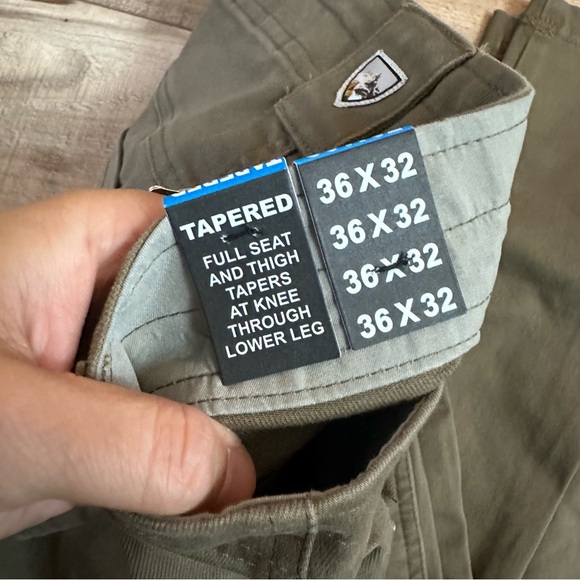 TAPERED
FULL SEAT
AND THIGH
TAPERS
AT KNEE
THROUGH
LOWER LEG
36 X 32
36 X 32
36 X 32
36 X 32